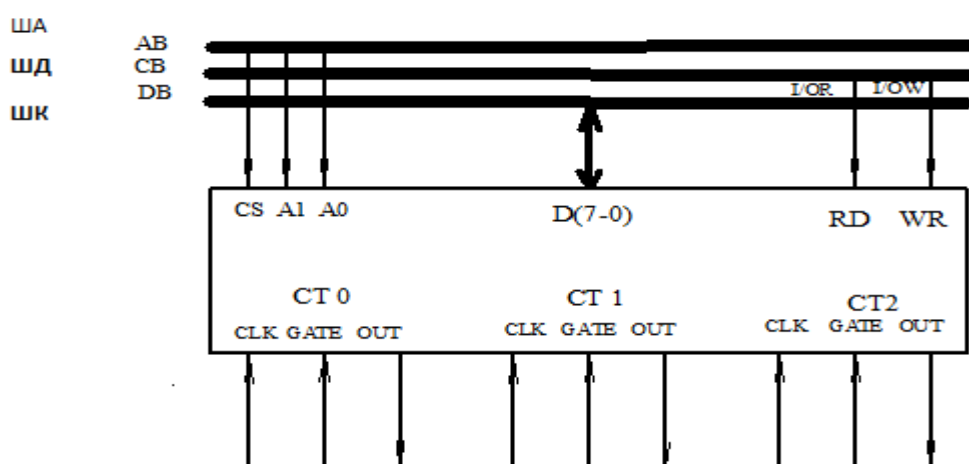 ША
AB
ШД
CB
DB
ШК
I/OR I/OW
CS A1 A0 D(7-0) RD WR
CT 0 CT 1 CT2
CLK GATE OUT CLK GATE OUT CLK GATE OUT